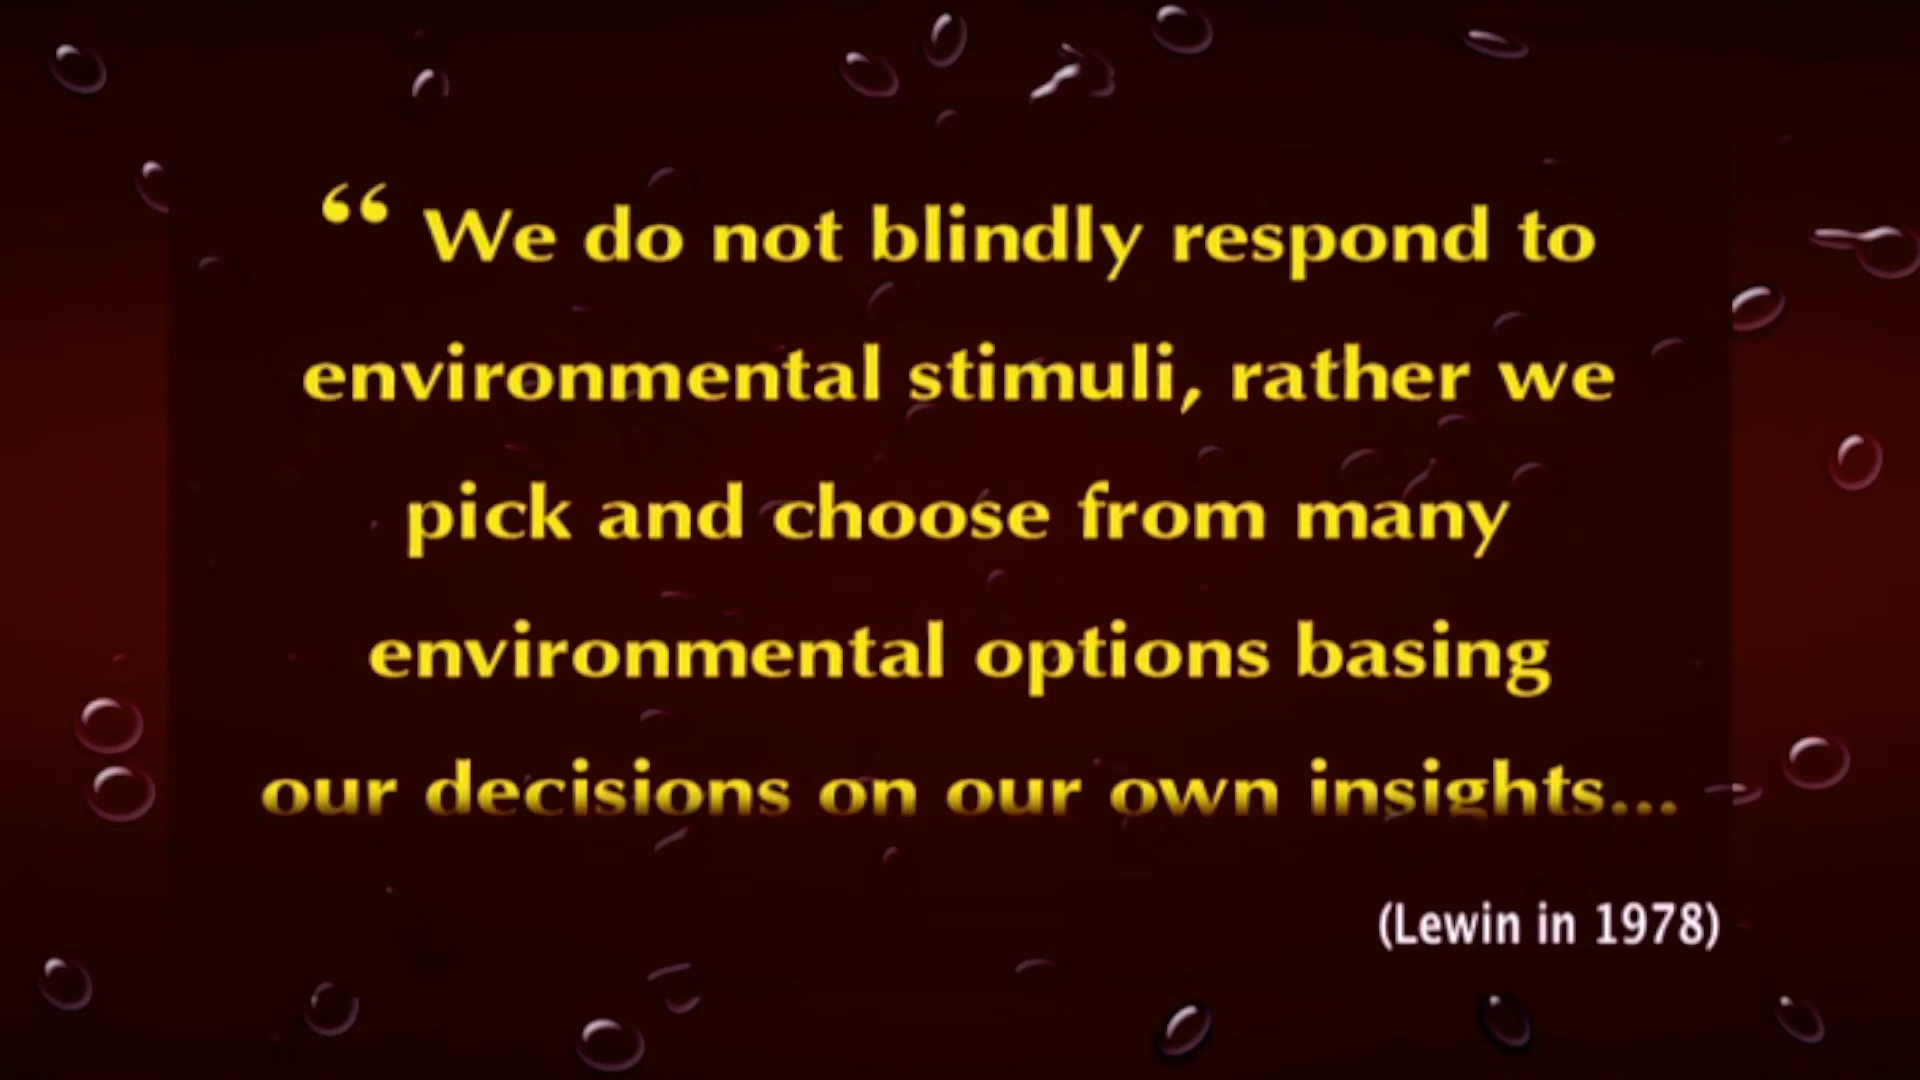 “ We do not blindly respond to
environmental stimuli, rather we
pick and choose from many
environmental options basing
our decisions on our own insights...
(Lewin in 1978)